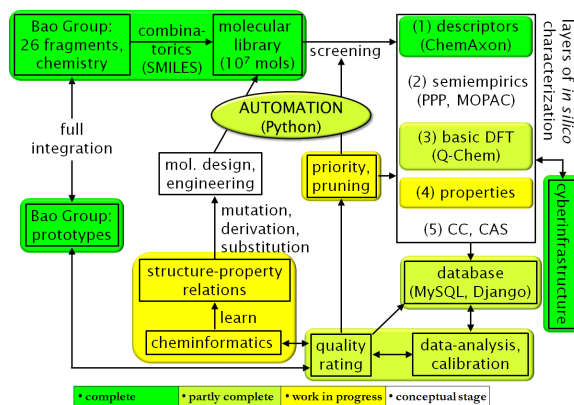 Bao Group:
26 fragments,
chemistry
combina-
torics
(SMILES)
molecular
library
(10⁷ mols)
screening
(1) descriptors
(ChemAxon)
(2) semiempirics
(PPP, MOPAC)
(3) basic DFT
(Q-Chem)
(4) properties
(5) CC, CAS
layers of in silico
characterization
AUTOMATION
(Python)
full
integration
mol. design,
engineering
priority,
pruning
Bao Group:
prototypes
mutation,
derivation,
substitution
cyberinfrastructure
structure-property
relations
learn
cheminformatics
database
(MySQL, Django)
quality
rating
data-analysis,
calibration
• complete
• partly complete
• work in progress
• conceptual stage